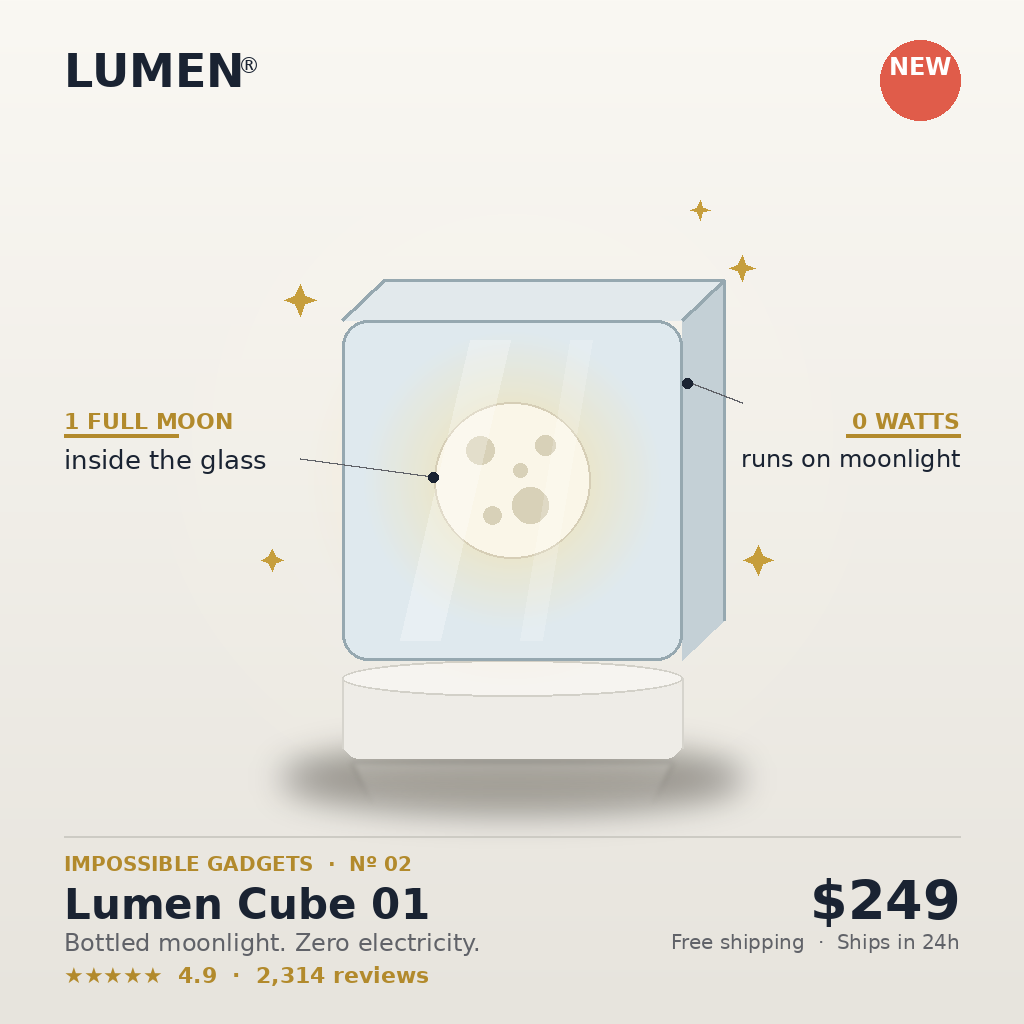 LUMEN®
NEW
1 FULL MOON
inside the glass
0 WATTS
runs on moonlight
IMPOSSIBLE GADGETS · Nº 02
Lumen Cube 01
Bottled moonlight. Zero electricity.
★★★★★ 4.9 · 2,314 reviews
$249
Free shipping · Ships in 24h